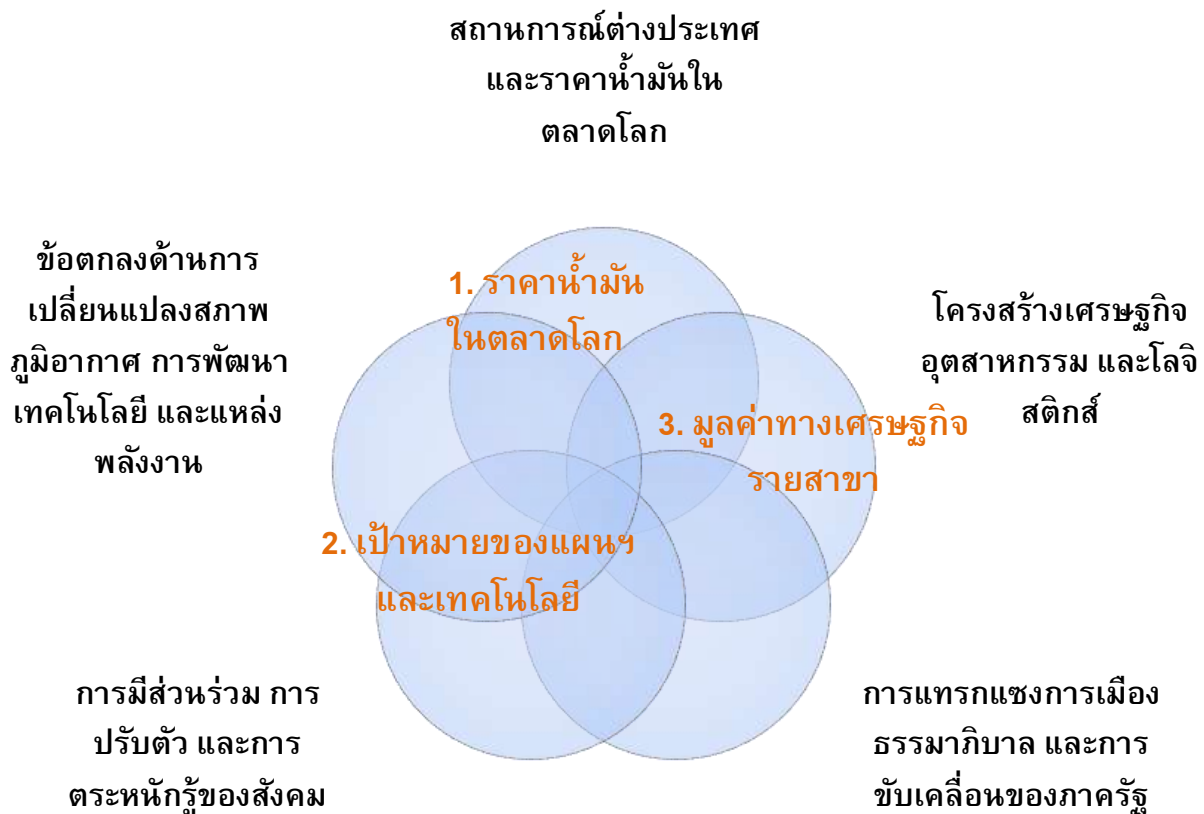 สถานการณ์ต่างประเทศ
และราคาน้ำมันใน
ตลาดโลก
ข้อตกลงด้านการ
เปลี่ยนแปลงสภาพ
ภูมิอากาศ การพัฒนา
เทคโนโลยี และแหล่ง
พลังงาน
1. ราคาน้ำมัน
ในตลาดโลก
โครงสร้างเศรษฐกิจ
อุตสาหกรรม และโลจิ
สติกส์
3. มูลค่าทางเศรษฐกิจ
รายสาขา
2. เป้าหมายของแผนฯ
และเทคโนโลยี
การมีส่วนร่วม การ
ปรับตัว และการ
ตระหนักรู้ของสังคม
การแทรกแซงการเมือง
ธรรมาภิบาล และการ
ขับเคลื่อนของภาครัฐ